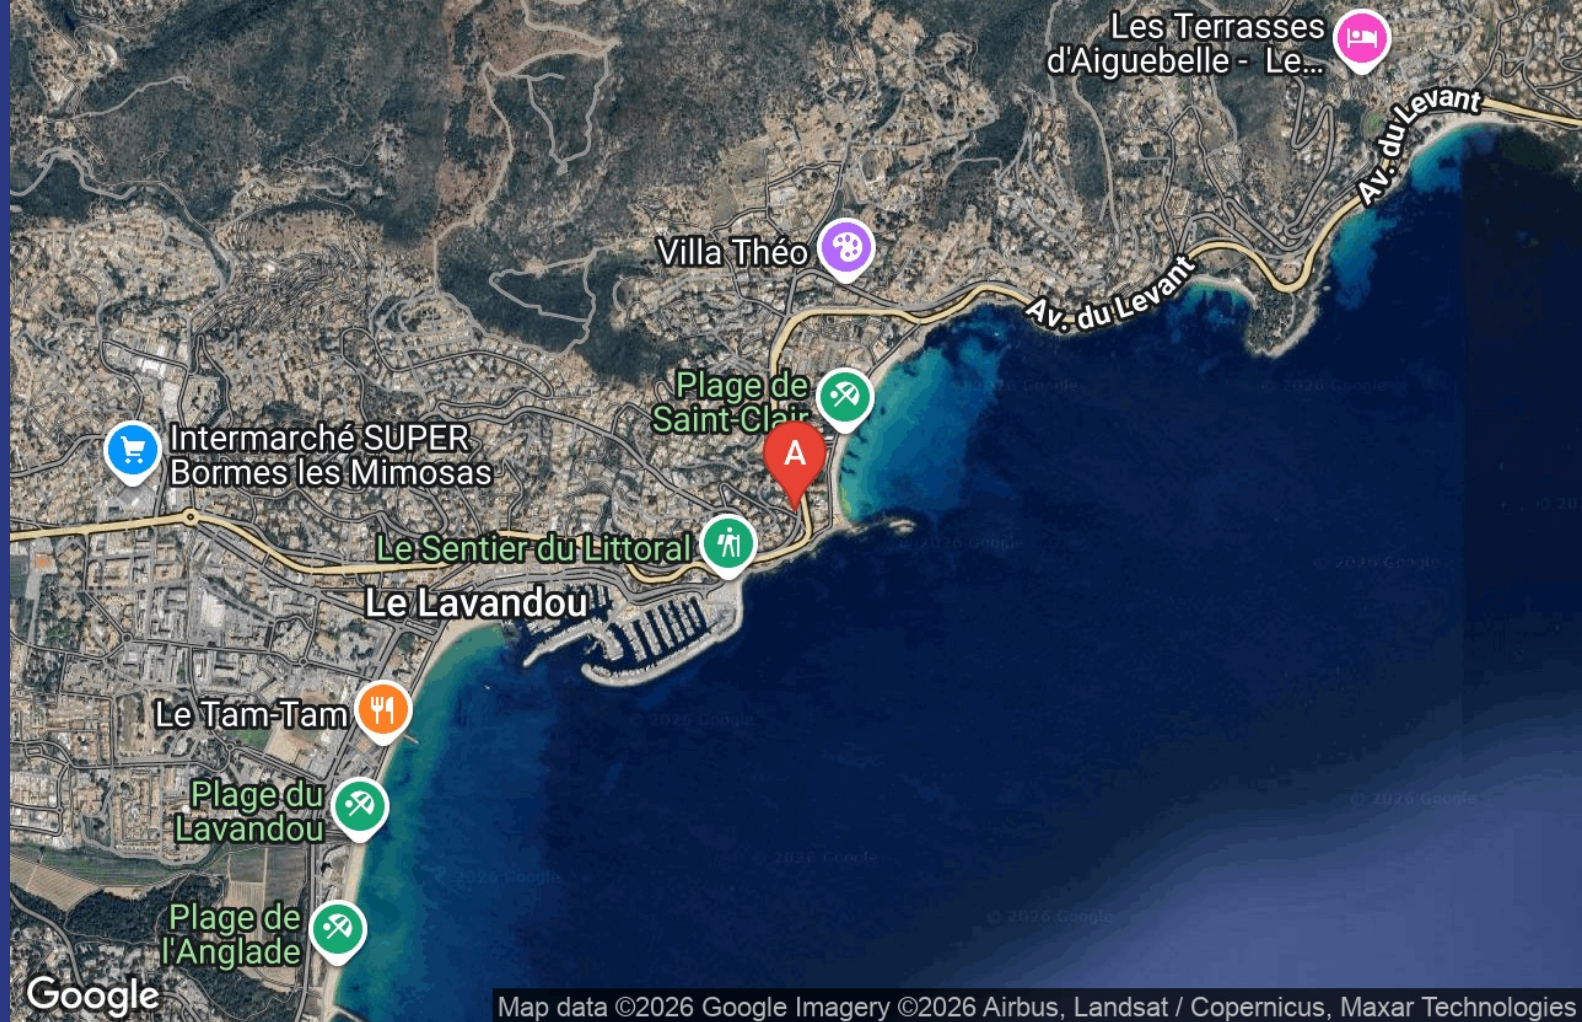 Les Terrasses
d'Aiguebelle - Le...
Av. du Levant
Villa Théo
Av. du Levant
Plage de
Saint-Clair
A
Intermarché SUPER
Bormes les Mimosas
Le Sentier du Littoral
Le Lavandou
Le Tam-Tam
Plage du
Lavandou
Plage de
l'Anglade
Google
Map data ©2026 Google Imagery ©2026 Airbus, Landsat / Copernicus, Maxar Technologies